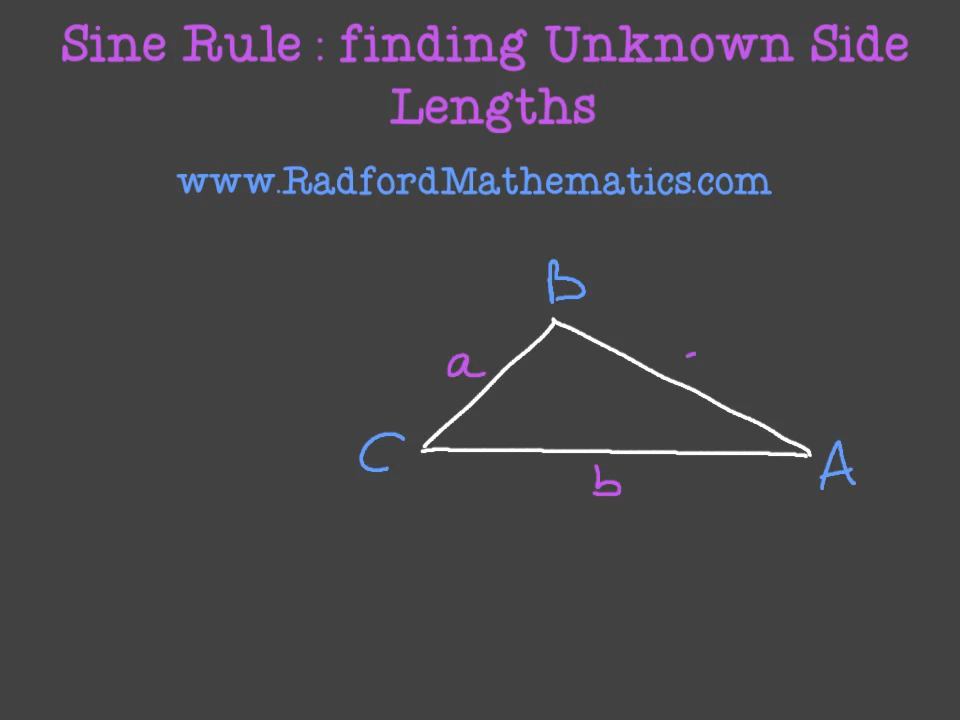 Sine Rule : finding Unknown Side
Lengths
www.RadfordMathematics.com
B
a
C
A
b